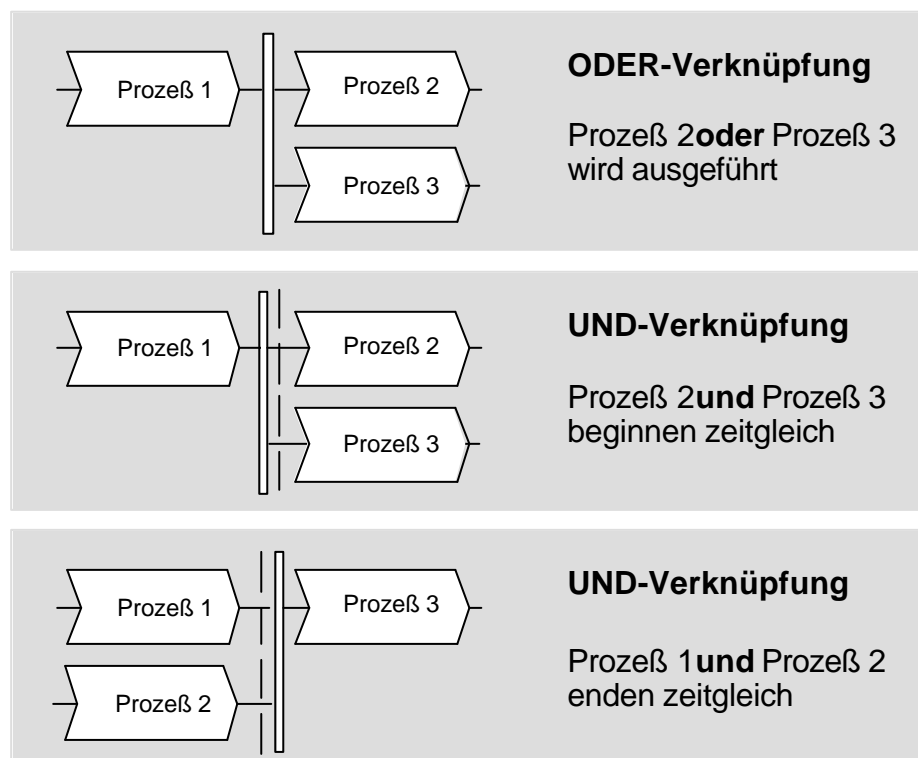 Prozeß 1
Prozeß 2
Prozeß 3
ODER-Verknüpfung
Prozeß 2oder Prozeß 3
wird ausgeführt
Prozeß 1
Prozeß 2
Prozeß 3
UND-Verknüpfung
Prozeß 2und Prozeß 3
beginnen zeitgleich
Prozeß 1
Prozeß 3
Prozeß 2
UND-Verknüpfung
Prozeß 1und Prozeß 2
enden zeitgleich